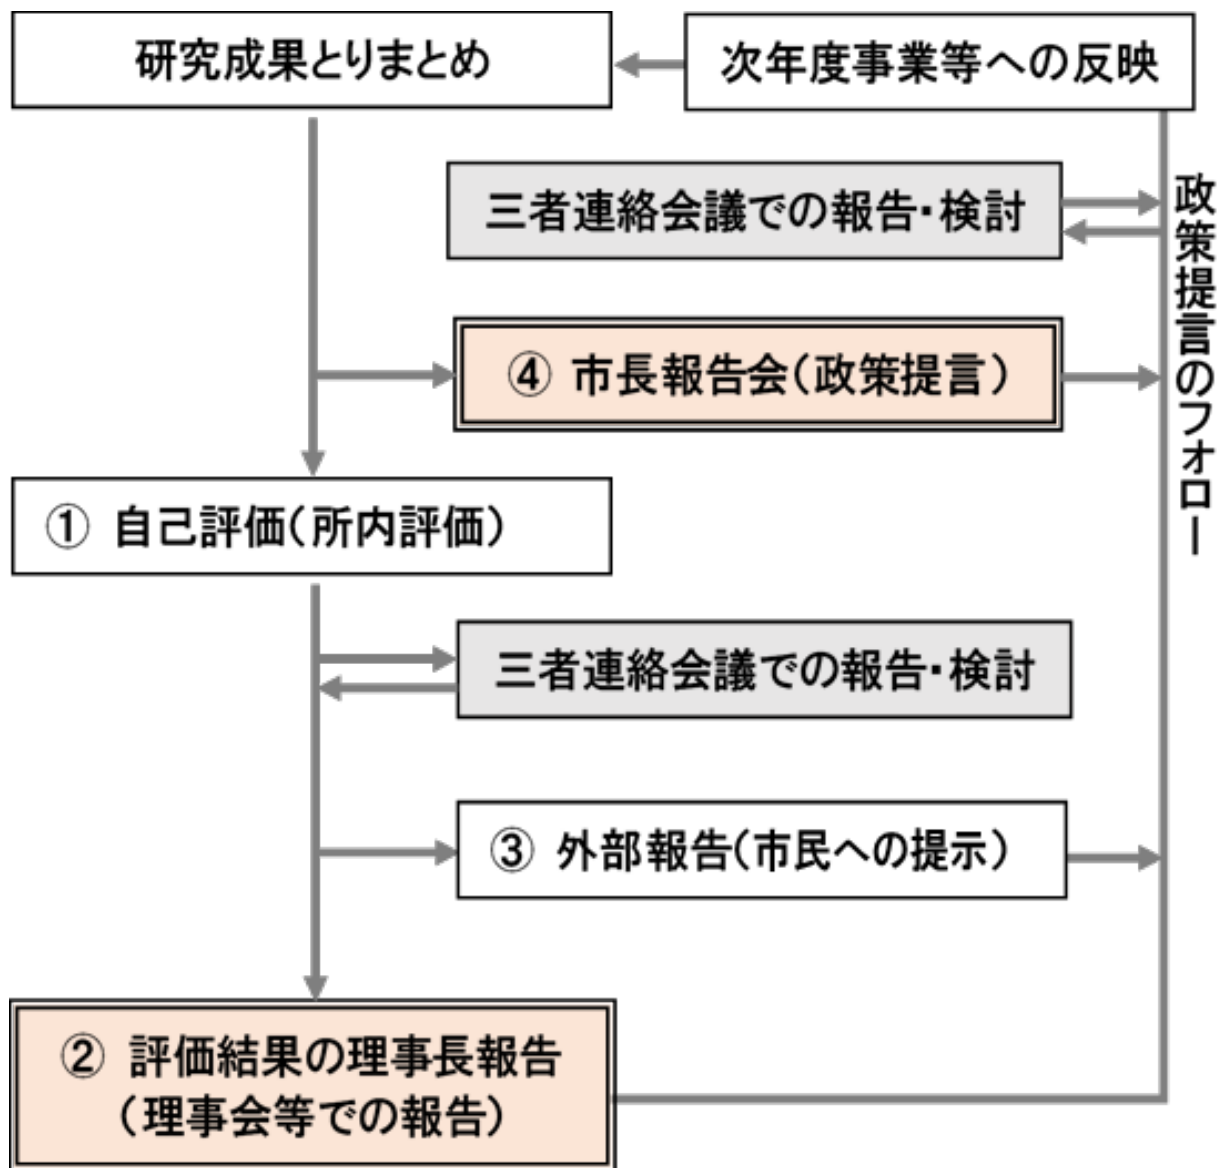 研究成果とりまとめ
次年度事業等への反映
三者連絡会議での報告・検討
政策提言のフォロー
④ 市長報告会(政策提言)
① 自己評価(所内評価)
三者連絡会議での報告・検討
③ 外部報告(市民への提示)
② 評価結果の理事長報告
(理事会等での報告)